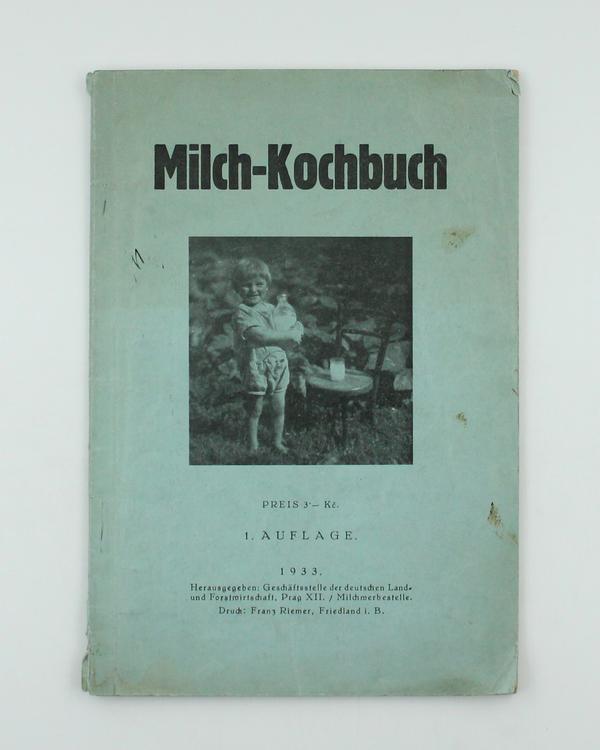 Milch-Kochbuch
PREIS 3·— Kč.
1. AUFLAGE.
1933.
Herausgegeben: Geschäftsstelle der deutschen Land-
und Forstwirtschaft, Prag XII. / Milchwerbestelle.
Druck: Franz Riemer, Friedland i. B.